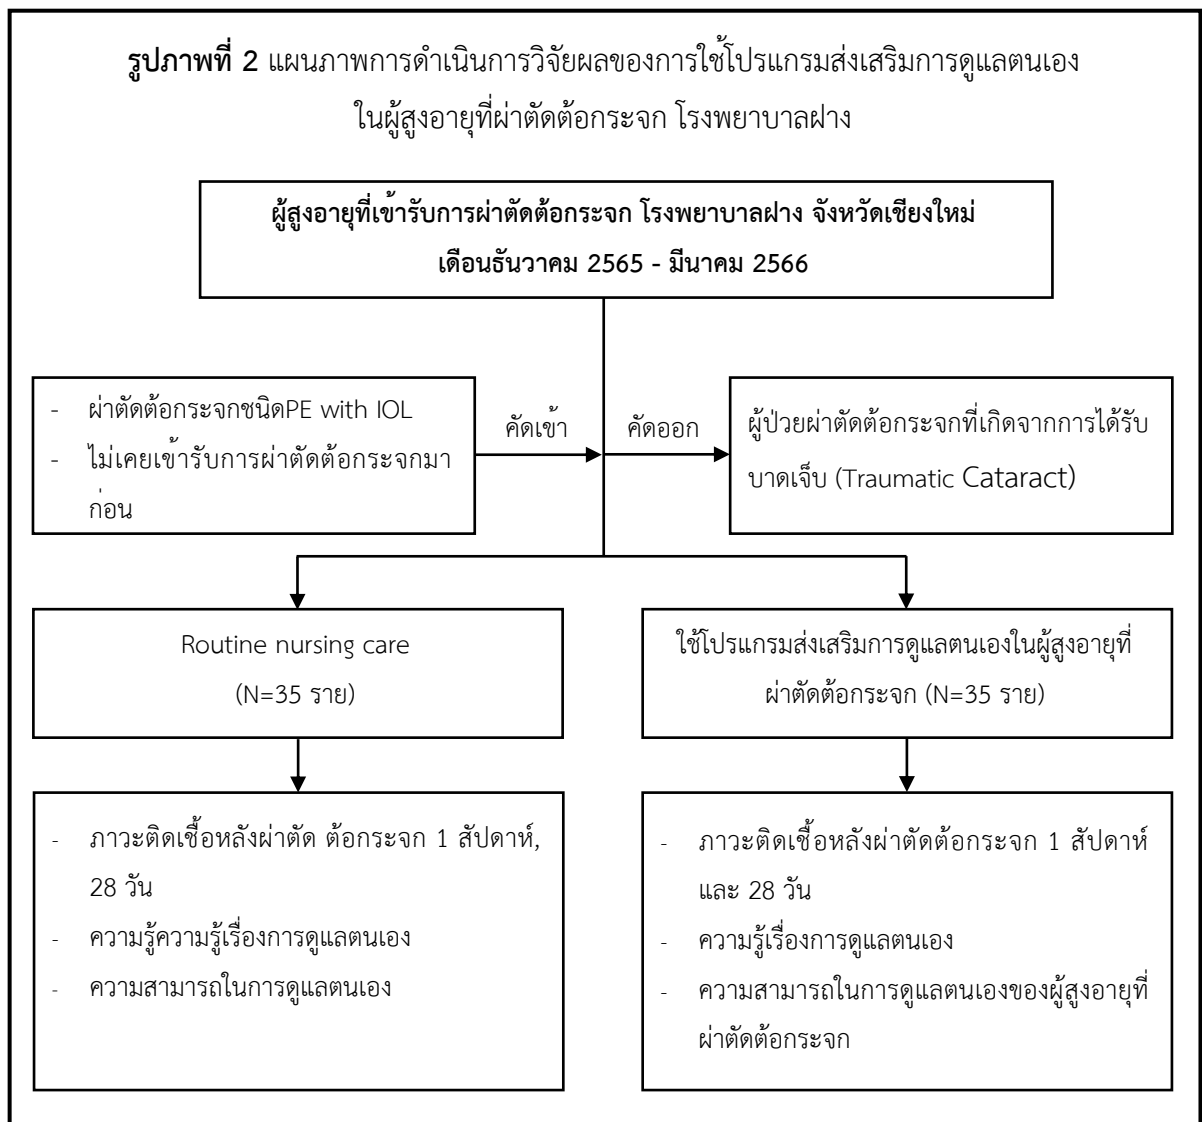 รูปภาพที่ 2 แผนภาพการดำเนินการวิจัยผลของการใช้โปรแกรมส่งเสริมการดูแลตนเอง
ในผู้สูงอายุที่ผ่าตัดต้อกระจก โรงพยาบาลฝาง
ผู้สูงอายุที่เข้ารับการผ่าตัดต้อกระจก โรงพยาบาลฝาง จังหวัดเชียงใหม่
เดือนธันวาคม 2565 - มีนาคม 2566
- ผ่าตัดต้อกระจกชนิดPE with IOL
- ไม่เคยเข้ารับการผ่าตัดต้อกระจกมา
ก่อน
คัดเข้า
คัดออก
ผู้ป่วยผ่าตัดต้อกระจกที่เกิดจากการได้รับ
บาดเจ็บ (Traumatic Cataract)
Routine nursing care
(N=35 ราย)
ใช้โปรแกรมส่งเสริมการดูแลตนเองในผู้สูงอายุที่
ผ่าตัดต้อกระจก (N=35 ราย)
- ภาวะติดเชื้อหลังผ่าตัด ต้อกระจก 1 สัปดาห์,
28 วัน
- ความรู้ความรู้เรื่องการดูแลตนเอง
- ความสามารถในการดูแลตนเอง
- ภาวะติดเชื้อหลังผ่าตัดต้อกระจก 1 สัปดาห์
และ 28 วัน
- ความรู้เรื่องการดูแลตนเอง
- ความสามารถในการดูแลตนเองของผู้สูงอายุที่
ผ่าตัดต้อกระจก